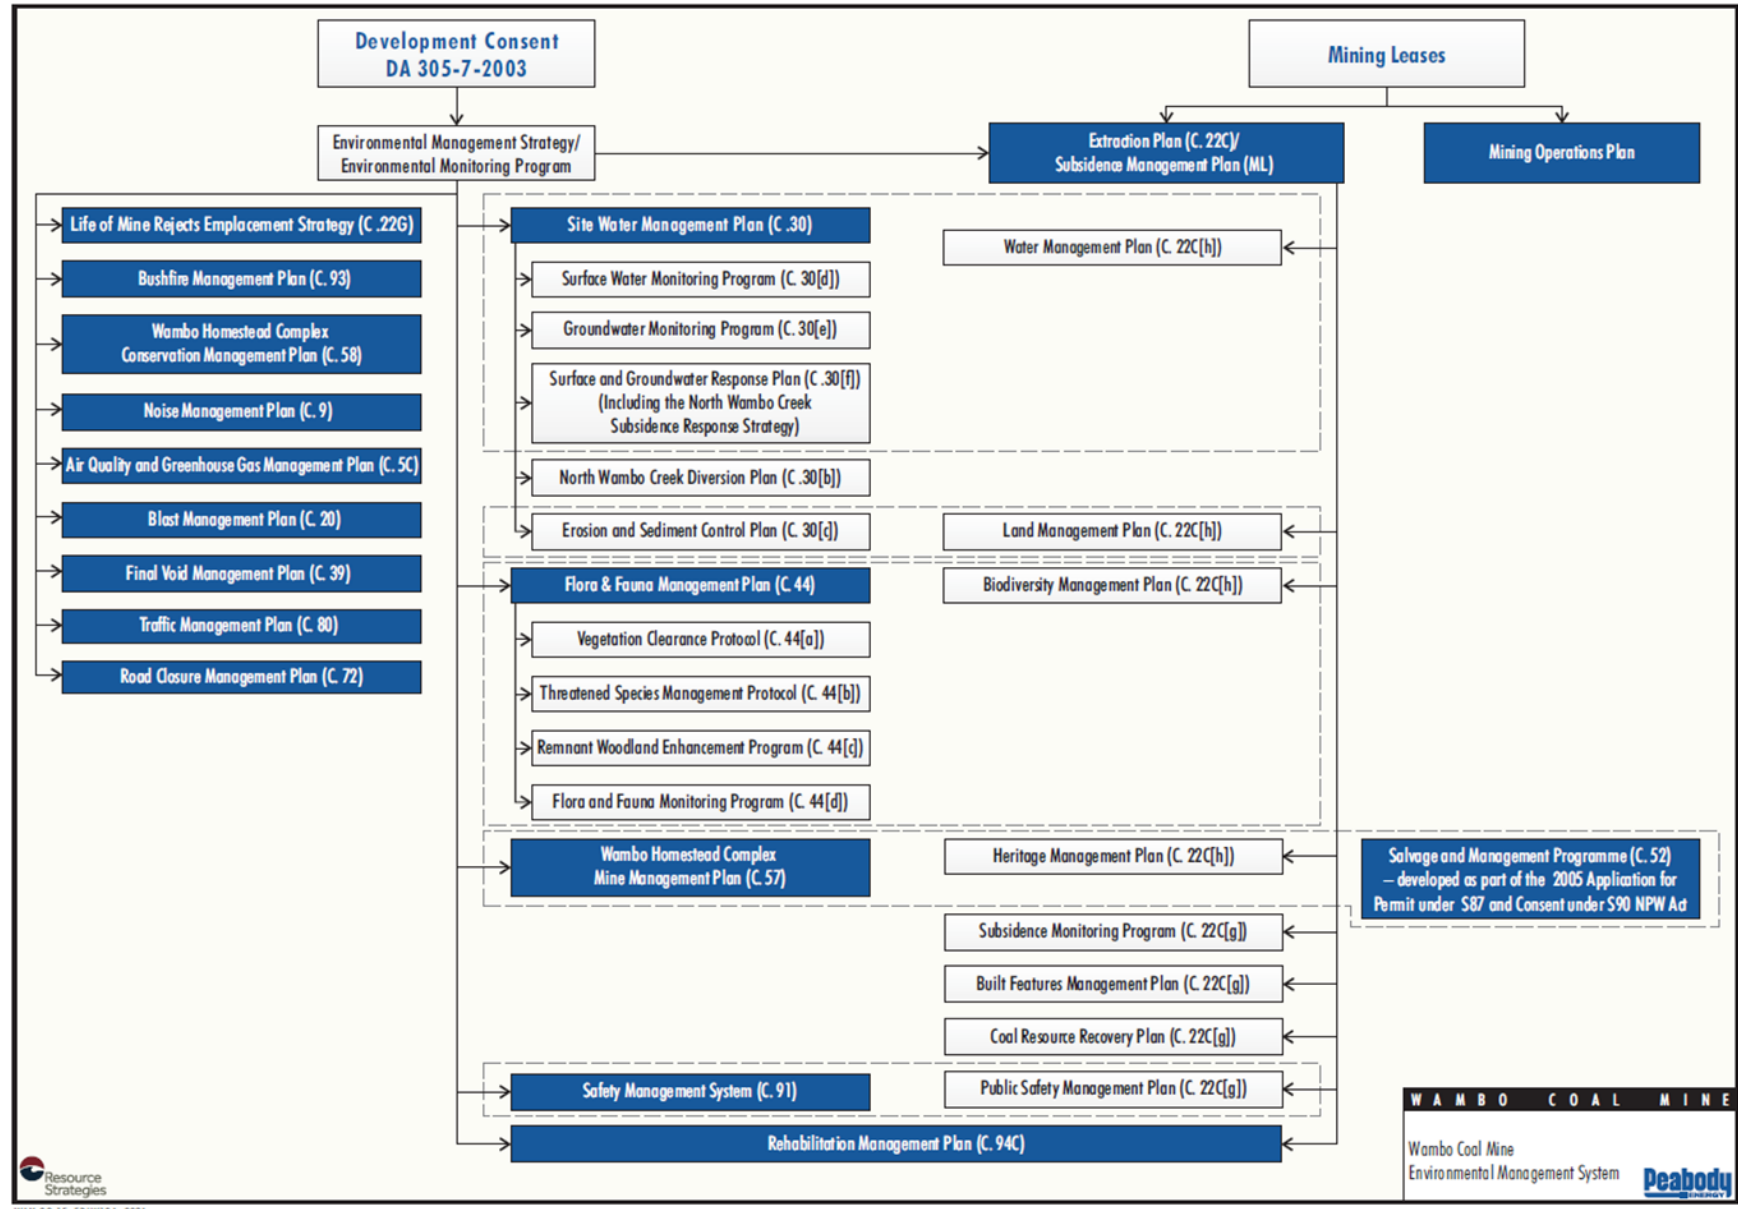 Development Consent
DA 305-7-2003
Mining Leases
Environmental Management Strategy/
Environmental Monitoring Program
Extraction Plan (C. 22C)/
Subsidence Management Plan (ML)
Mining Operations Plan
Life of Mine Rejects Emplacement Strategy (C .22G)
Bushfire Management Plan (C. 93)
Wambo Homestead Complex
Conservation Management Plan (C. 58)
Noise Management Plan (C. 9)
Air Quality and Greenhouse Gas Management Plan (C. 5C)
Blast Management Plan (C. 20)
Final Void Management Plan (C. 39)
Traffic Management Plan (C. 80)
Road Closure Management Plan (C. 72)
Site Water Management Plan (C .30)
Surface Water Monitoring Program (C. 30[d])
Groundwater Monitoring Program (C. 30[e])
Surface and Groundwater Response Plan (C .30[f])
(Including the North Wambo Creek
Subsidence Response Strategy)
North Wambo Creek Diversion Plan (C .30[b])
Erosion and Sediment Control Plan (C. 30[c])
Flora & Fauna Management Plan (C. 44)
Vegetation Clearance Protocol (C. 44[a])
Threatened Species Management Protocol (C. 44[b])
Remnant Woodland Enhancement Program (C. 44[c])
Flora and Fauna Monitoring Program (C. 44[d])
Wambo Homestead Complex
Mine Management Plan (C. 57)
Safety Management System (C. 91)
Rehabilitation Management Plan (C. 94C)
Water Management Plan (C. 22C[h])
Land Management Plan (C. 22C[h])
Biodiversity Management Plan (C. 22C[h])
Heritage Management Plan (C. 22C[h])
Subsidence Monitoring Program (C. 22C[g])
Built Features Management Plan (C. 22C[g])
Coal Resource Recovery Plan (C. 22C[g])
Public Safety Management Plan (C. 22C[g])
Salvage and Management Programme (C. 52)
– developed as part of the 2005 Application for
Permit under S87 and Consent under S90 NPW Act
WAMBO COAL MINE
Wambo Coal Mine
Environmental Management System
Peabody
ENERGY
Resource
Strategies